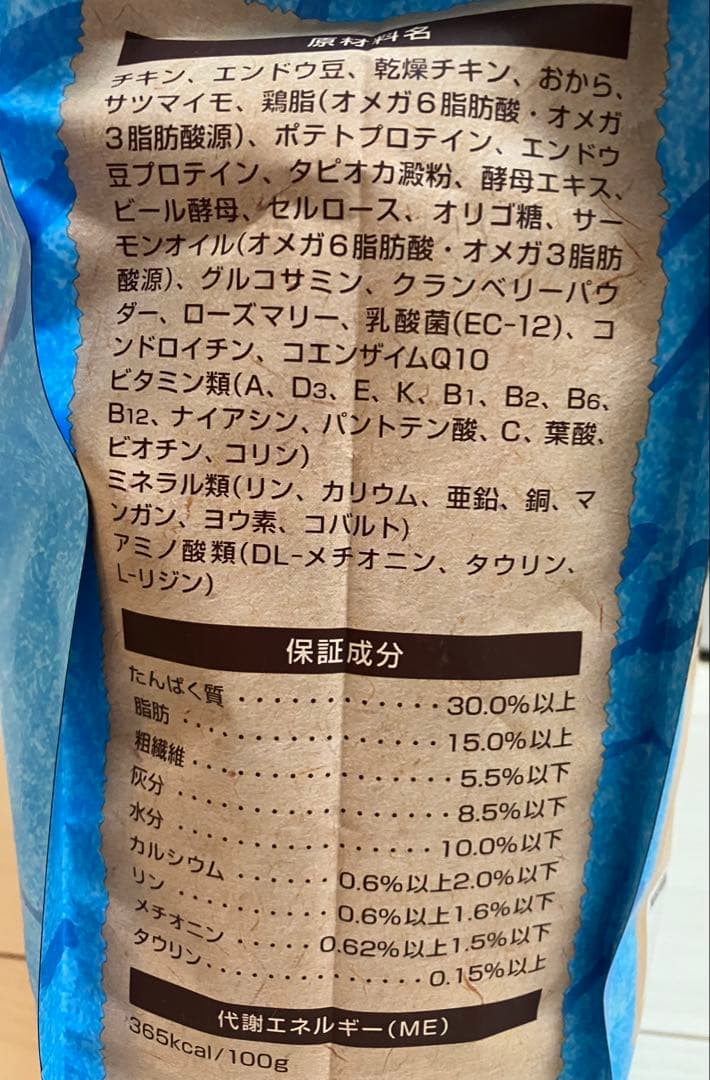 原材料名
チキン、エンドウ豆、乾燥チキン、おから、
サツマイモ、鶏脂(オメガ6脂肪酸・オメガ
3脂肪酸源)、ポテトプロテイン、エンドウ
豆プロテイン、タピオカ澱粉、酵母エキス、
ビール酵母、セルロース、オリゴ糖、サー
モンオイル(オメガ6脂肪酸・オメガ3脂肪
酸源)、グルコサミン、クランベリーパウ
ダー、ローズマリー、乳酸菌(EC-12)、コ
ンドロイチン、コエンザイムQ10
ビタミン類(A、D3、E、K、B1、B2、B6、
B12、ナイアシン、パントテン酸、C、葉酸、
ビオチン、コリン)
ミネラル類(リン、カリウム、亜鉛、銅、マ
ンガン、ヨウ素、コバルト)
アミノ酸類(DL-メチオニン、タウリン、
L-リジン)
保証成分
たんぱく質・・・・・・・・・・・・30.0%以上
脂肪・・・・・・・・・・・・・・・15.0%以上
粗繊維・・・・・・・・・・・・・・5.5%以下
灰分・・・・・・・・・・・・・・・8.5%以下
水分・・・・・・・・・・・・・・・10.0%以下
カルシウム・・・・・・0.6%以上2.0%以下
リン・・・・・・・・・0.6%以上1.6%以下
メチオニン・・・・・0.62%以上1.5%以下
タウリン・・・・・・・・・・・・・0.15%以上
代謝エネルギー(ME)
365kcal/100g